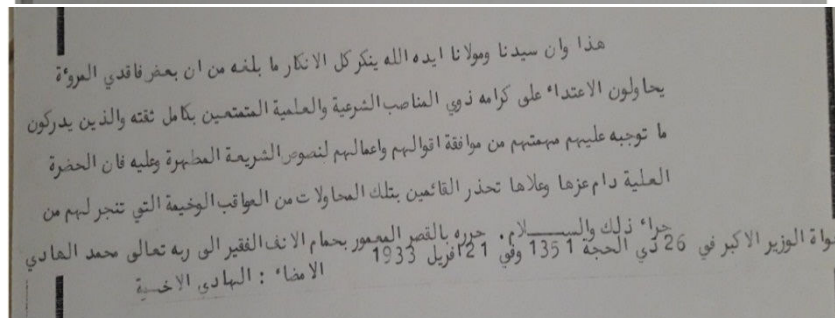 هذا وان سيدنا ومولانا ايده الله ينكر كل الانكار ما بلغه من ان بعض فاقدي المروءة
يحاولون الاعتداء على كرامه ذوي المناصب الشرعية والعلمية المتمتعين بكامل ثقته والذين يدركون
ما توجبه عليهم مهمتهم من موافقة اقوالهم واعمالهم لنصوص الشريعة المطهرة وعليه فان الحضرة
العلية دام عزها وعلاها تحذر القائمين بتلك المحاولات من العواقب الوخيمة التي تنجر لهم من
جراء ذلك والســـلام. حرره بالقصر المعمور بحمام الانف الفقير الى ربه تعالى محمد الهادي
الوزير الاكبر في 26 ذي الحجة 1351 وفي 21 افريل 1933
الامضاء : الهادي الاخوة